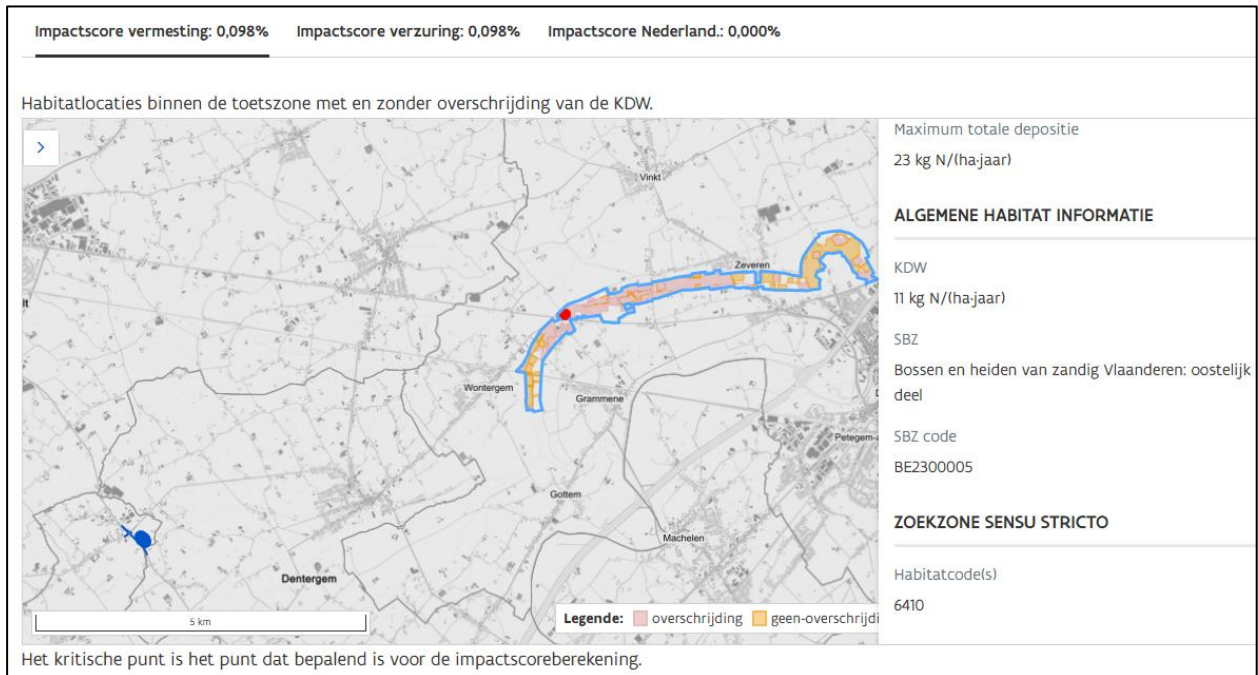 Impactscore vermesting: 0,098% Impactscore verzuring: 0,098% Impactscore Nederland.: 0,000%
Habitatlocaties binnen de toetszone met en zonder overschrijding van de KDW.
Maximum totale depositie
23 kg N/(ha·jaar)
ALGEMENE HABITAT INFORMATIE
KDW
11 kg N/(ha·jaar)
SBZ
Bossen en heiden van zandig Vlaanderen: oostelijk
deel
SBZ code
BE2300005
ZOEKZONE SENSU STRICTO
Habitatcode(s)
6410
Vinkt
Zeveren
Wontergem
Grammene
Petegem-a
Gottem
Machelen
Dentergem
5 km
Legende: overschrijding geen-overschrijdi
Het kritische punt is het punt dat bepalend is voor de impactscoreberekening.